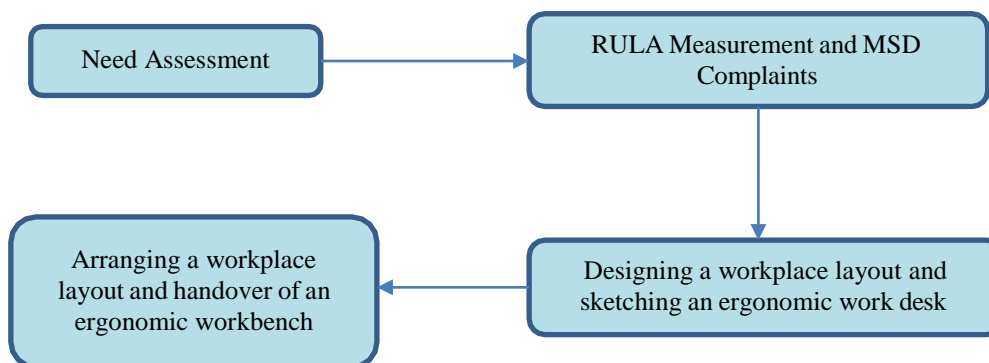 Need Assessment
RULA Measurement and MSD
Complaints
Designing a workplace layout and
sketching an ergonomic work desk
Arranging a workplace
layout and handover of an
ergonomic workbench